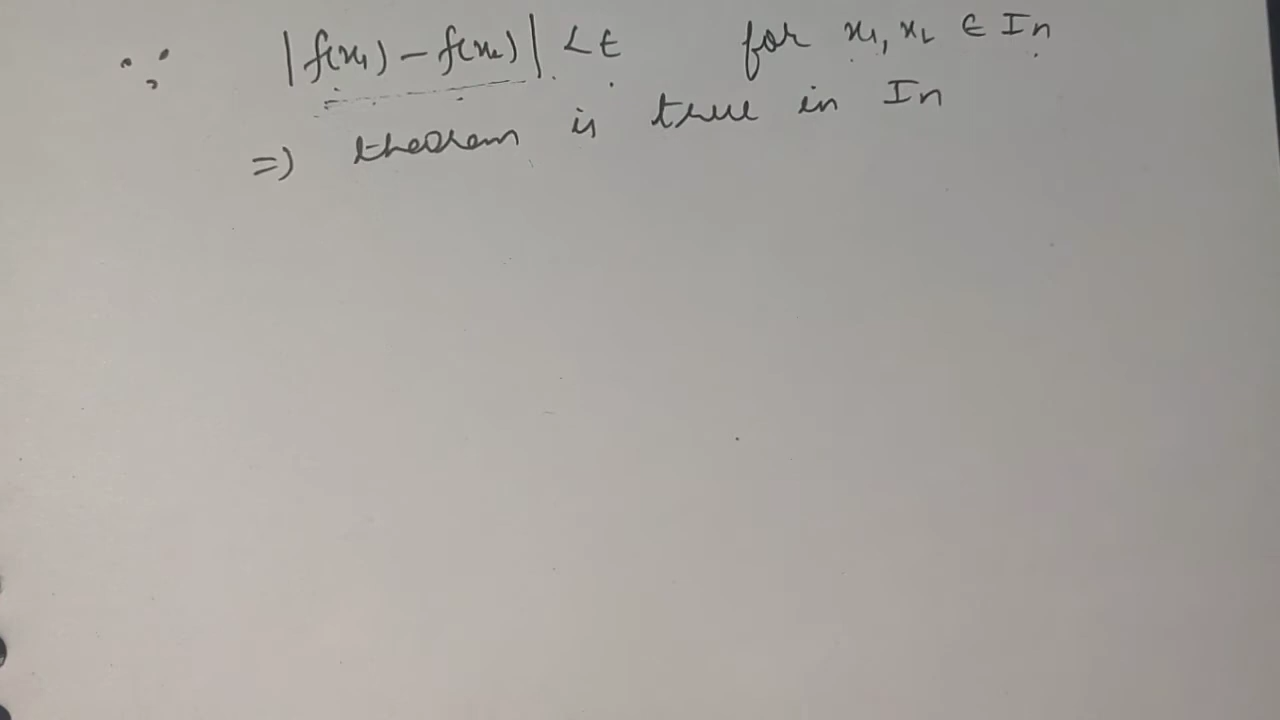 ∵ |f(x₁) - f(x₂)| < ε for x₁, x₂ ∈ In
=) theorem is true in In